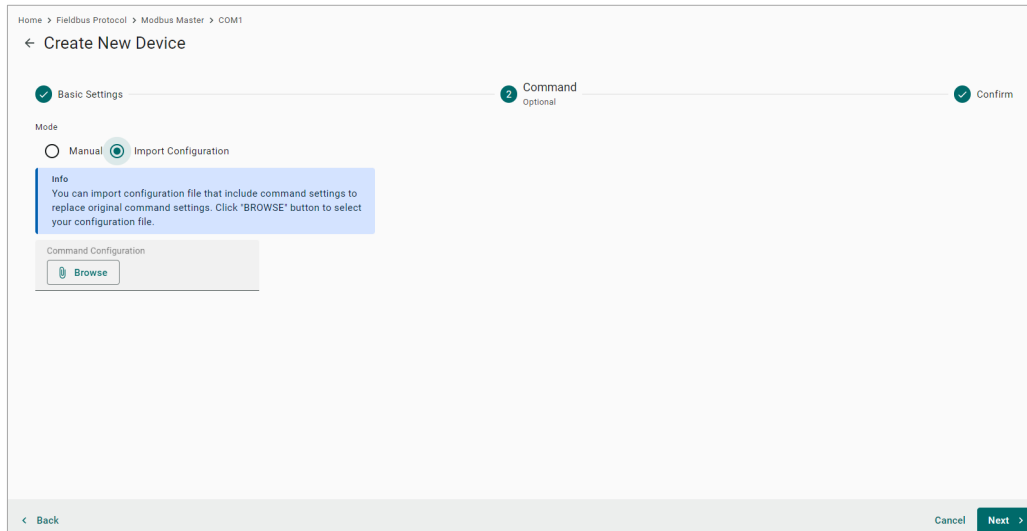 Home > Fieldbus Protocol > Modbus Master > COM1
← Create New Device
Basic Settings
2 Command
Optional
Confirm
Mode
Manual Import Configuration
Info
You can import configuration file that include command settings to
replace original command settings. Click "BROWSE" button to select
your configuration file.
Command Configuration
Browse
< Back Cancel Next >